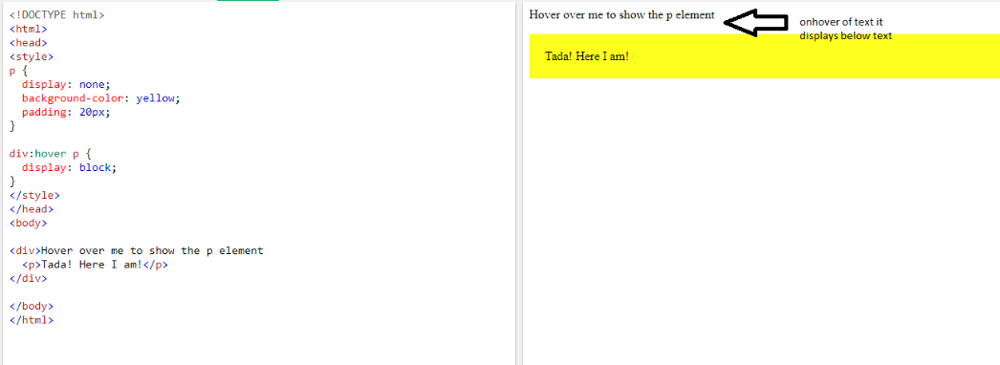 <!DOCTYPE html>
<html>
<head>
<style>
p {
  display: none;
  background-color: yellow;
  padding: 20px;
}

div:hover p {
  display: block;
}
</style>
</head>
<body>

<div>Hover over me to show the p element
  <p>Tada! Here I am!</p>
</div>

</body>
</html>
Hover over me to show the p element
onhover of text it
displays below text
Tada! Here I am!